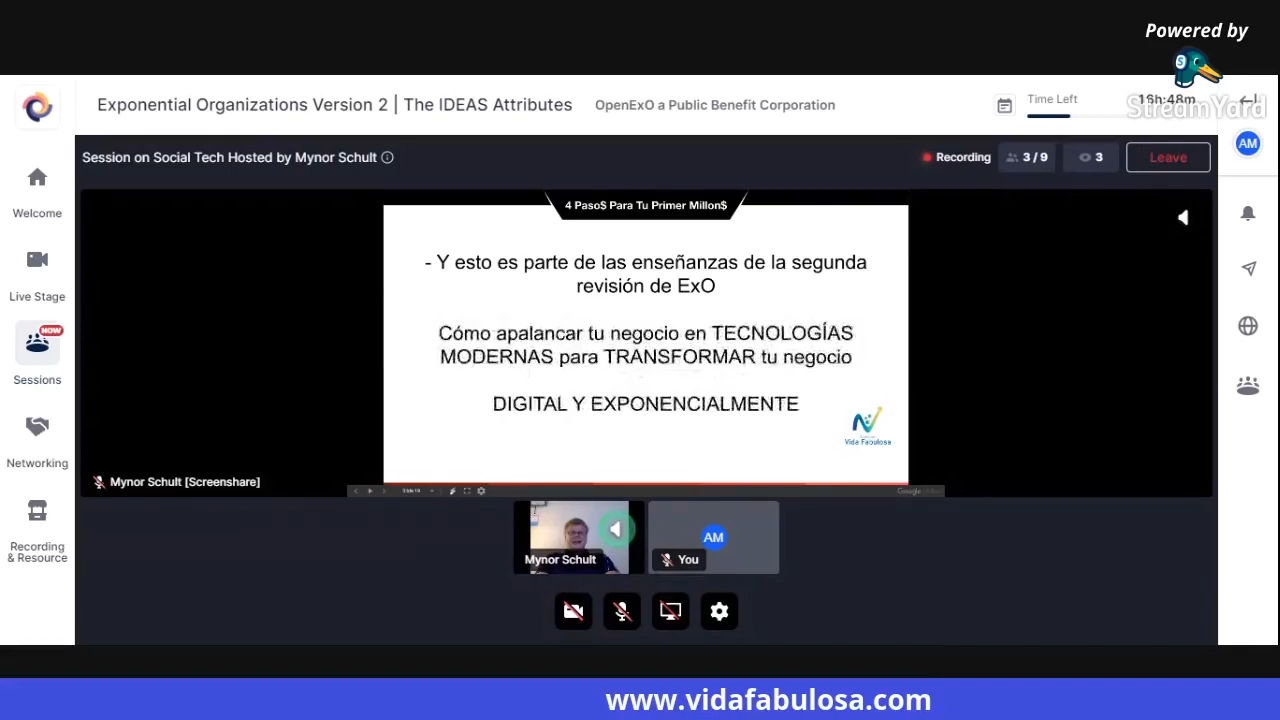 Powered by
StreamYard
Exponential Organizations Version 2 | The IDEAS Attributes
OpenExO a Public Benefit Corporation
Time Left
16h:48m
AM
Session on Social Tech Hosted by Mynor Schult
Recording
3 / 9
3
Leave
Welcome
Live Stage
NOW
Sessions
Networking
Recording
& Resource
4 Paso$ Para Tu Primer Millon$
- Y esto es parte de las enseñanzas de la segunda
revisión de ExO
Cómo apalancar tu negocio en TECNOLOGÍAS
MODERNAS para TRANSFORMAR tu negocio
DIGITAL Y EXPONENCIALMENTE
Vida Fabulosa
Mynor Schult [Screenshare]
Google
Mynor Schult
AM
You
www.vidafabulosa.com